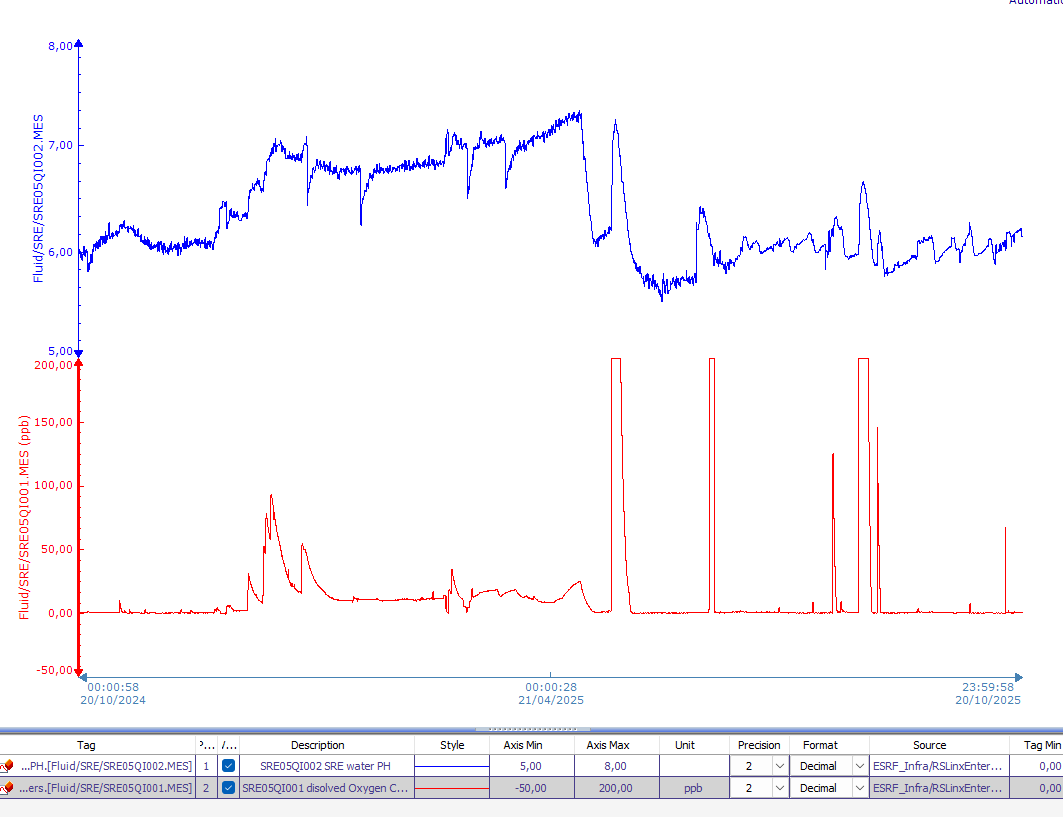 Automatic
8,00
7,00
6,00
5,00
Fluid/SRE/SRE05QI002.MES
200,00
150,00
100,00
50,00
0,00
-50,00
Fluid/SRE/SRE05QI001.MES (ppb)
00:00:58 00:00:28 23:59:58
20/10/2024 21/04/2025 20/10/2025
Tag P... /... Description Style Axis Min Axis Max Unit Precision Format Source Tag Min
...PH.[Fluid/SRE/SRE05QI002.MES] 1 SRE05QI002 SRE water PH 5,00 8,00 2 Decimal ESRF_Infra/RSLinxEnter... 0,00
...ers.[Fluid/SRE/SRE05QI001.MES] 2 SRE05QI001 disolved Oxygen C... -50,00 200,00 ppb 2 Decimal ESRF_Infra/RSLinxEnter... 0,00